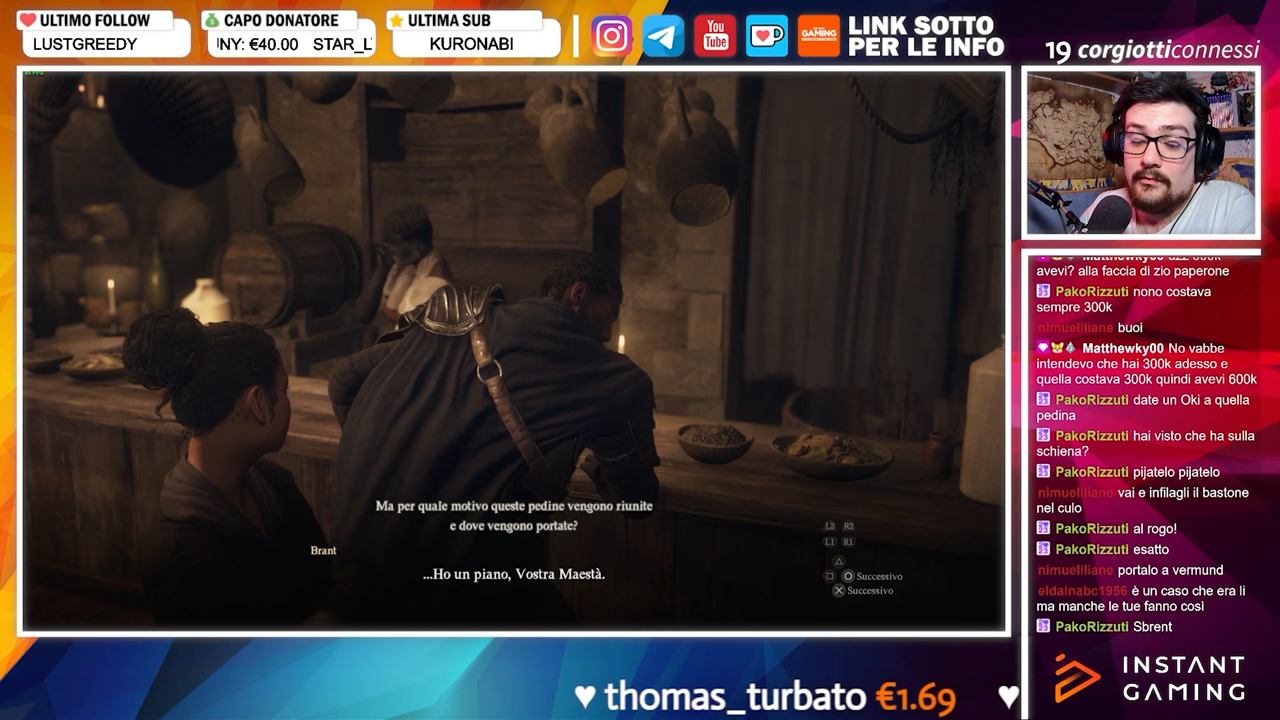 ULTIMO FOLLOW
LUSTGREEDY
CAPO DONATORE
NY: €40.00 STAR_L
ULTIMA SUB
KURONABI
You
Tube
GAMING
LINK SOTTO
PER LE INFO
19 corgiotticonnessi
Ma per quale motivo queste pedine vengono riunite
e dove vengono portate?
Brant
...Ho un piano, Vostra Maestà.
L2 R2
L1 R1
Successivo
Successivo
avevi? alla faccia di zio paperone
PakoRizzuti nono costava
sempre 300k
nimueliliane buoi
Matthewky00 No vabbe
intendevo che hai 300k adesso e
quella costava 300k quindi avevi 600k
PakoRizzuti date un Oki a quella
pedina
PakoRizzuti hai visto che ha sulla
schiena?
PakoRizzuti pijatelo pijatelo
nimueliliane vai e infilagli il bastone
nel culo
PakoRizzuti al rogo!
PakoRizzuti esatto
nimueliliane portalo a vermund
eldainabc1956 è un caso che era li
ma manche le tue fanno così
PakoRizzuti Sbrent
INSTANT
GAMING
thomas_turbato €1.69